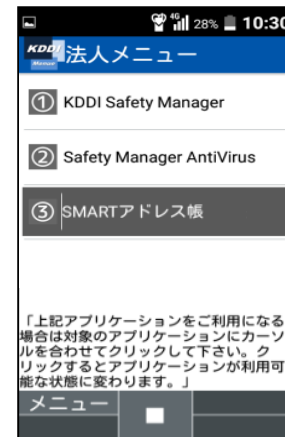 4G 28% 10:30
KDDI Menu 法人メニュー
① KDDI Safety Manager
② Safety Manager AntiVirus
③ SMARTアドレス帳
「上記アプリケーションをご利用になる
場合は対象のアプリケーションにカーソ
ルを合わせてクリックして下さい。ク
リックするとアプリケーションが利用可
能な状態に変わります。」
メニュー